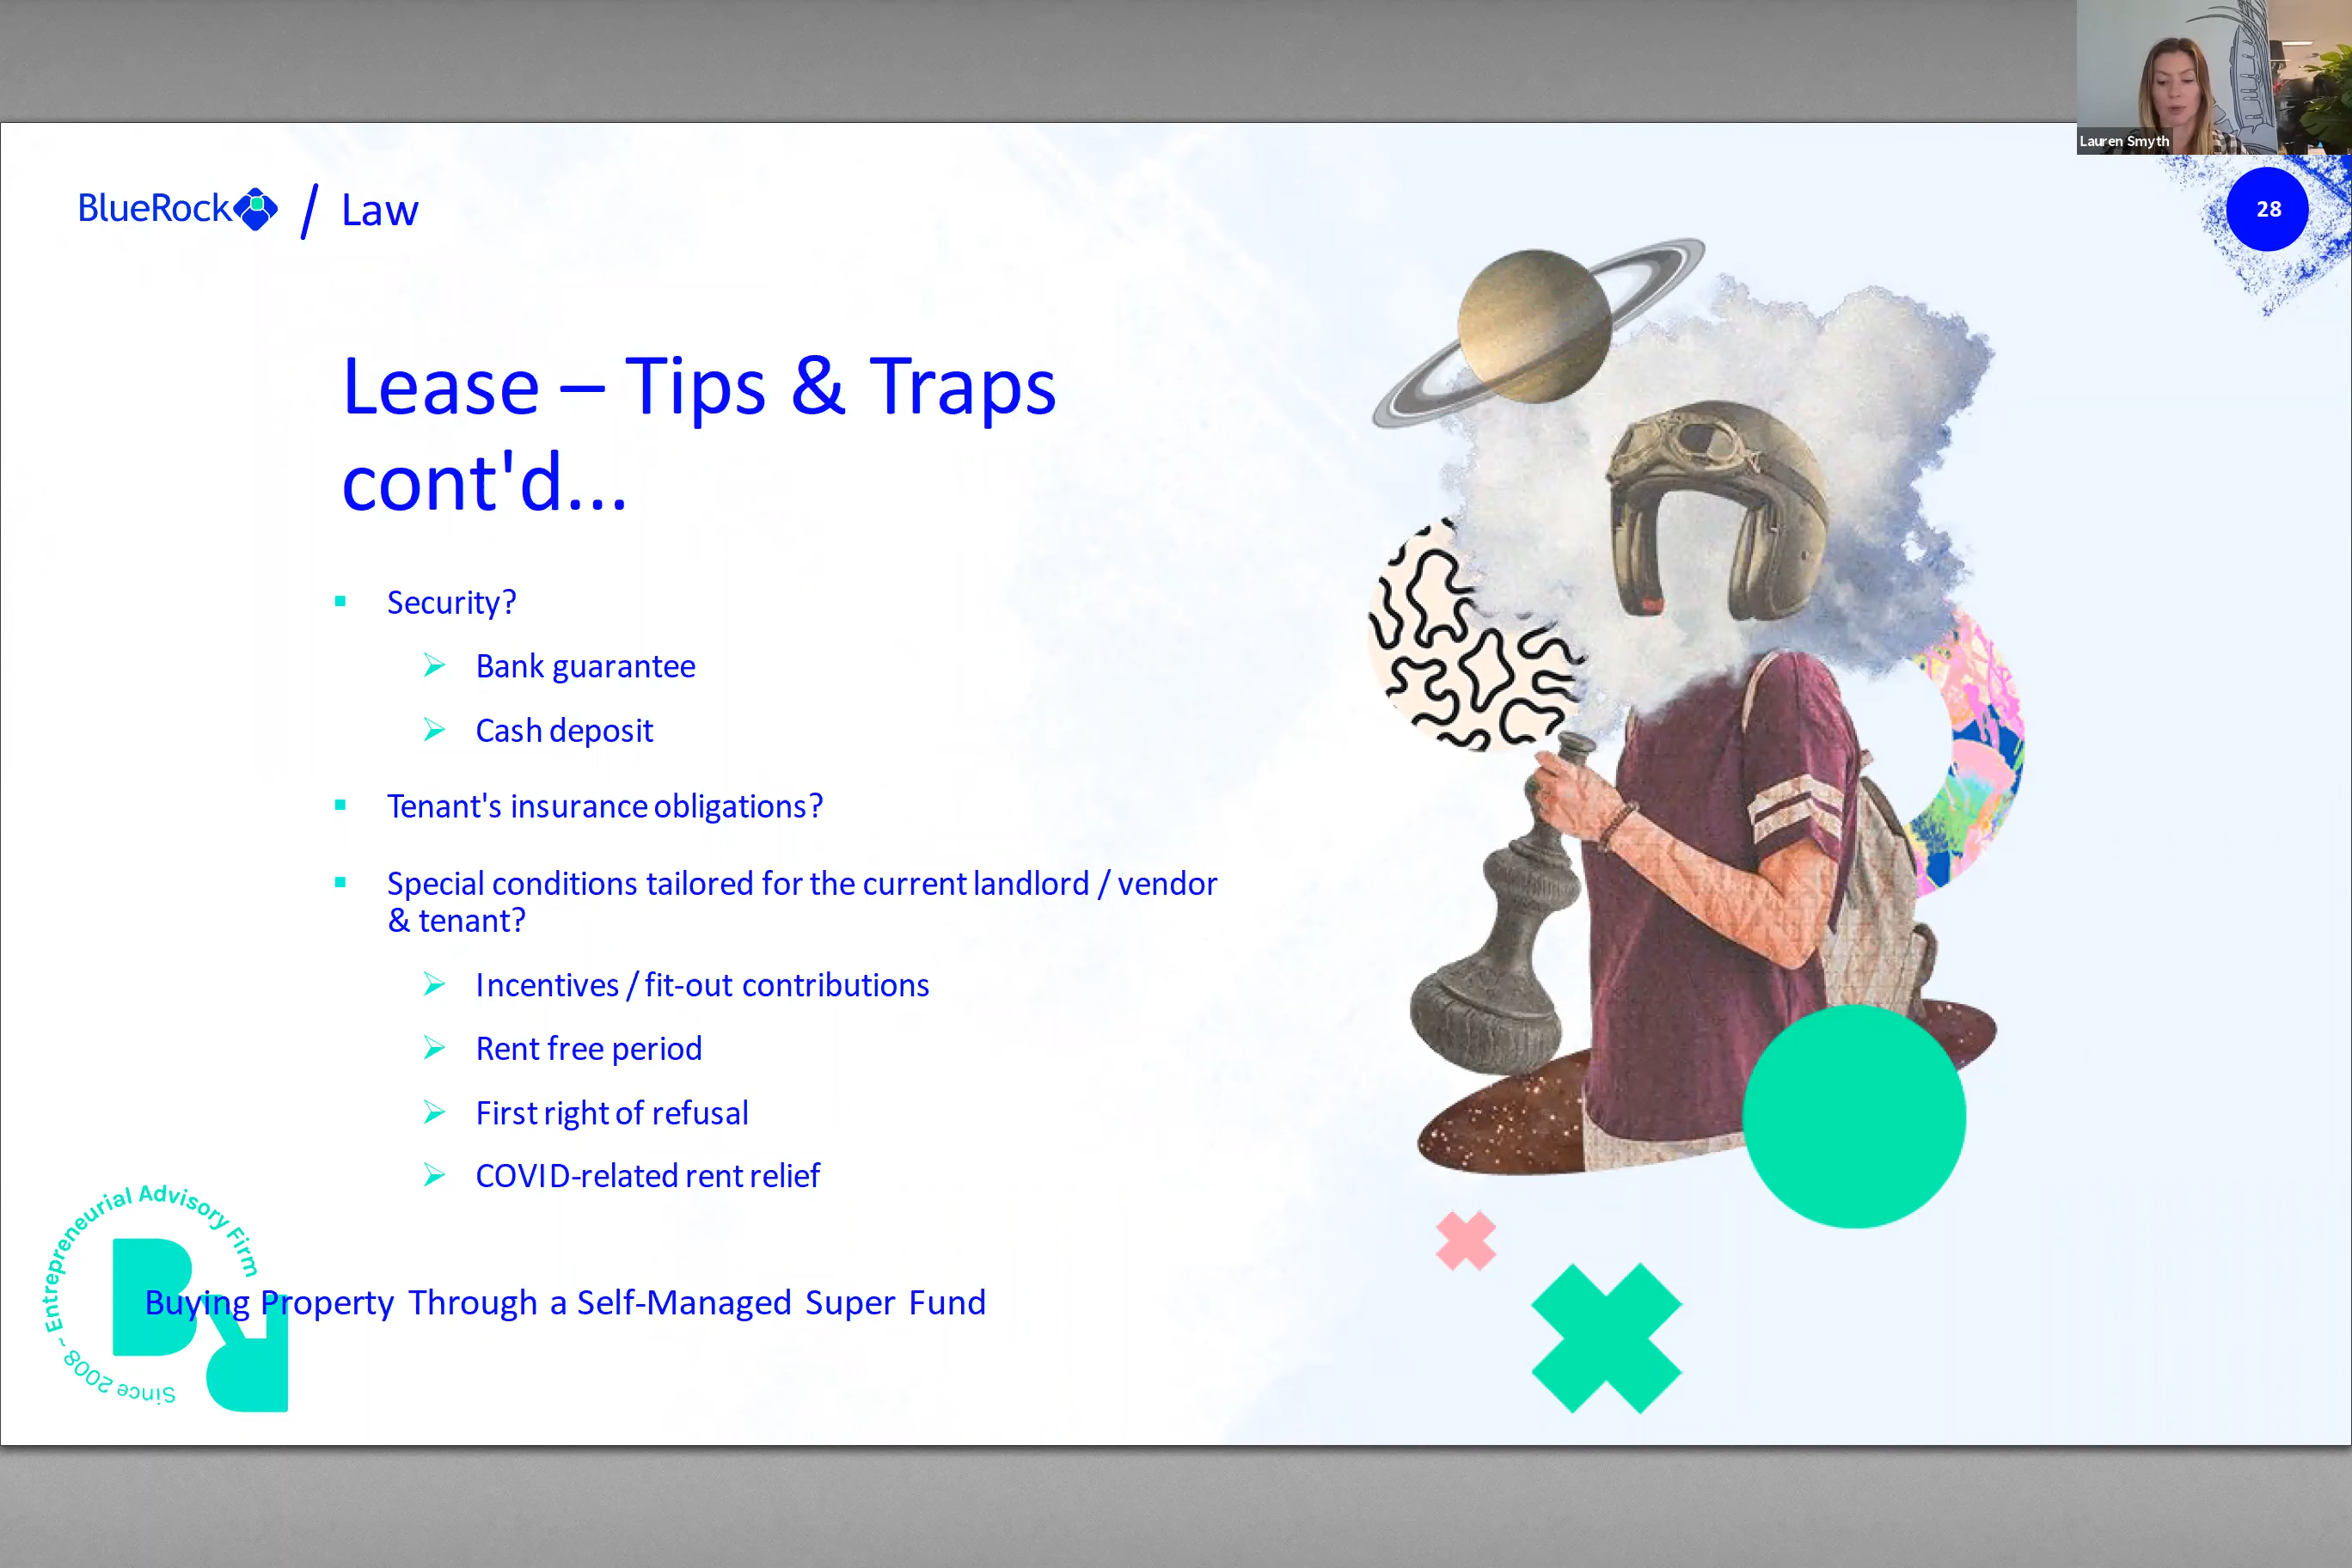 Lauren Smyth
BlueRock / Law
28
Lease – Tips & Traps
cont'd...
Security?
Bank guarantee
Cash deposit
Tenant's insurance obligations?
Special conditions tailored for the current landlord / vendor
& tenant?
Incentives / fit-out contributions
Rent free period
First right of refusal
COVID-related rent relief
Entrepreneurial Advisory Firm
~ Since 2008 ~
BR
Buying Property Through a Self-Managed Super Fund